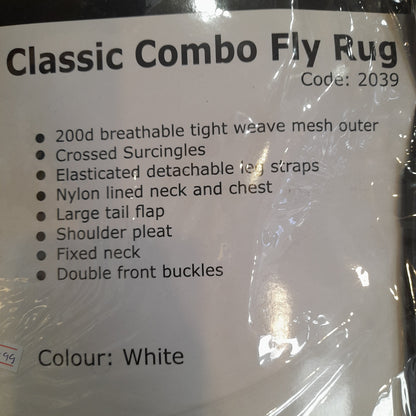 Classic Combo Fly Rug
Code: 2039
• 200d breathable tight weave mesh outer
• Crossed Surcingles
• Elasticated detachable leg straps
• Nylon lined neck and chest
• Large tail flap
• Shoulder pleat
• Fixed neck
• Double front buckles
99
Colour: White